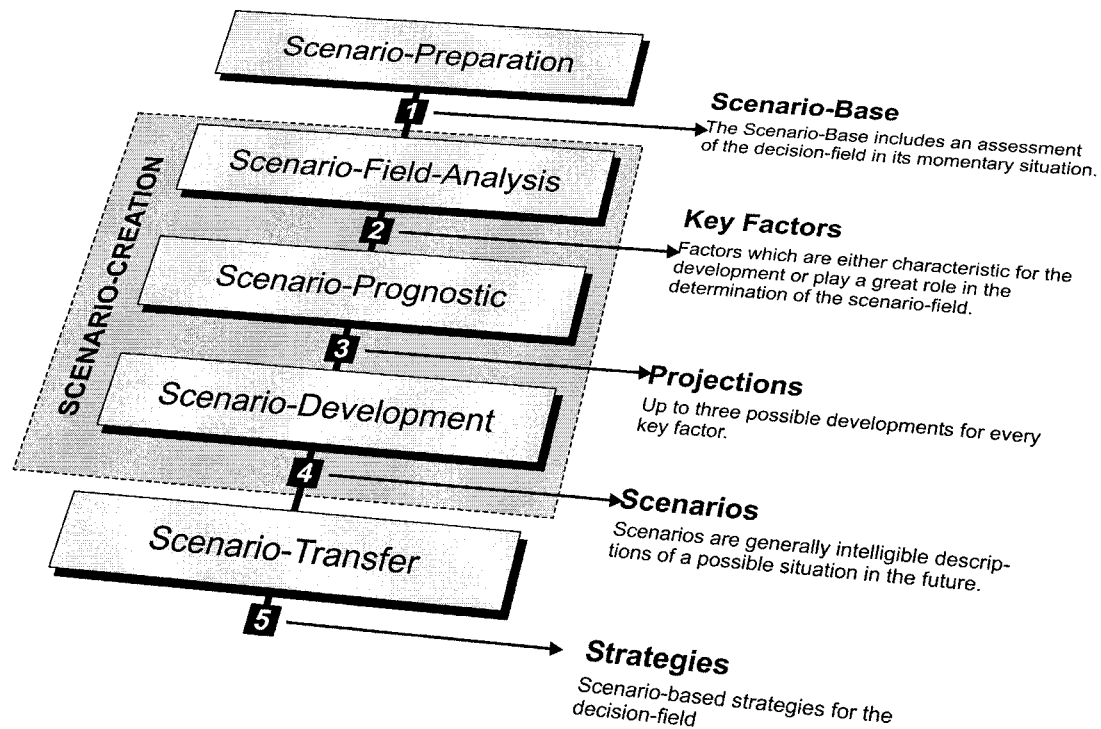 Scenario-Preparation
1
Scenario-Base
The Scenario-Base includes an assessment
of the decision-field in its momentary situation.
SCENARIO-CREATION
Scenario-Field-Analysis
2
Key Factors
Factors which are either characteristic for the
development or play a great role in the
determination of the scenario-field.
Scenario-Prognostic
3
Projections
Up to three possible developments for every
key factor.
Scenario-Development
4
Scenarios
Scenarios are generally intelligible descrip-
tions of a possible situation in the future.
Scenario-Transfer
5
Strategies
Scenario-based strategies for the
decision-field